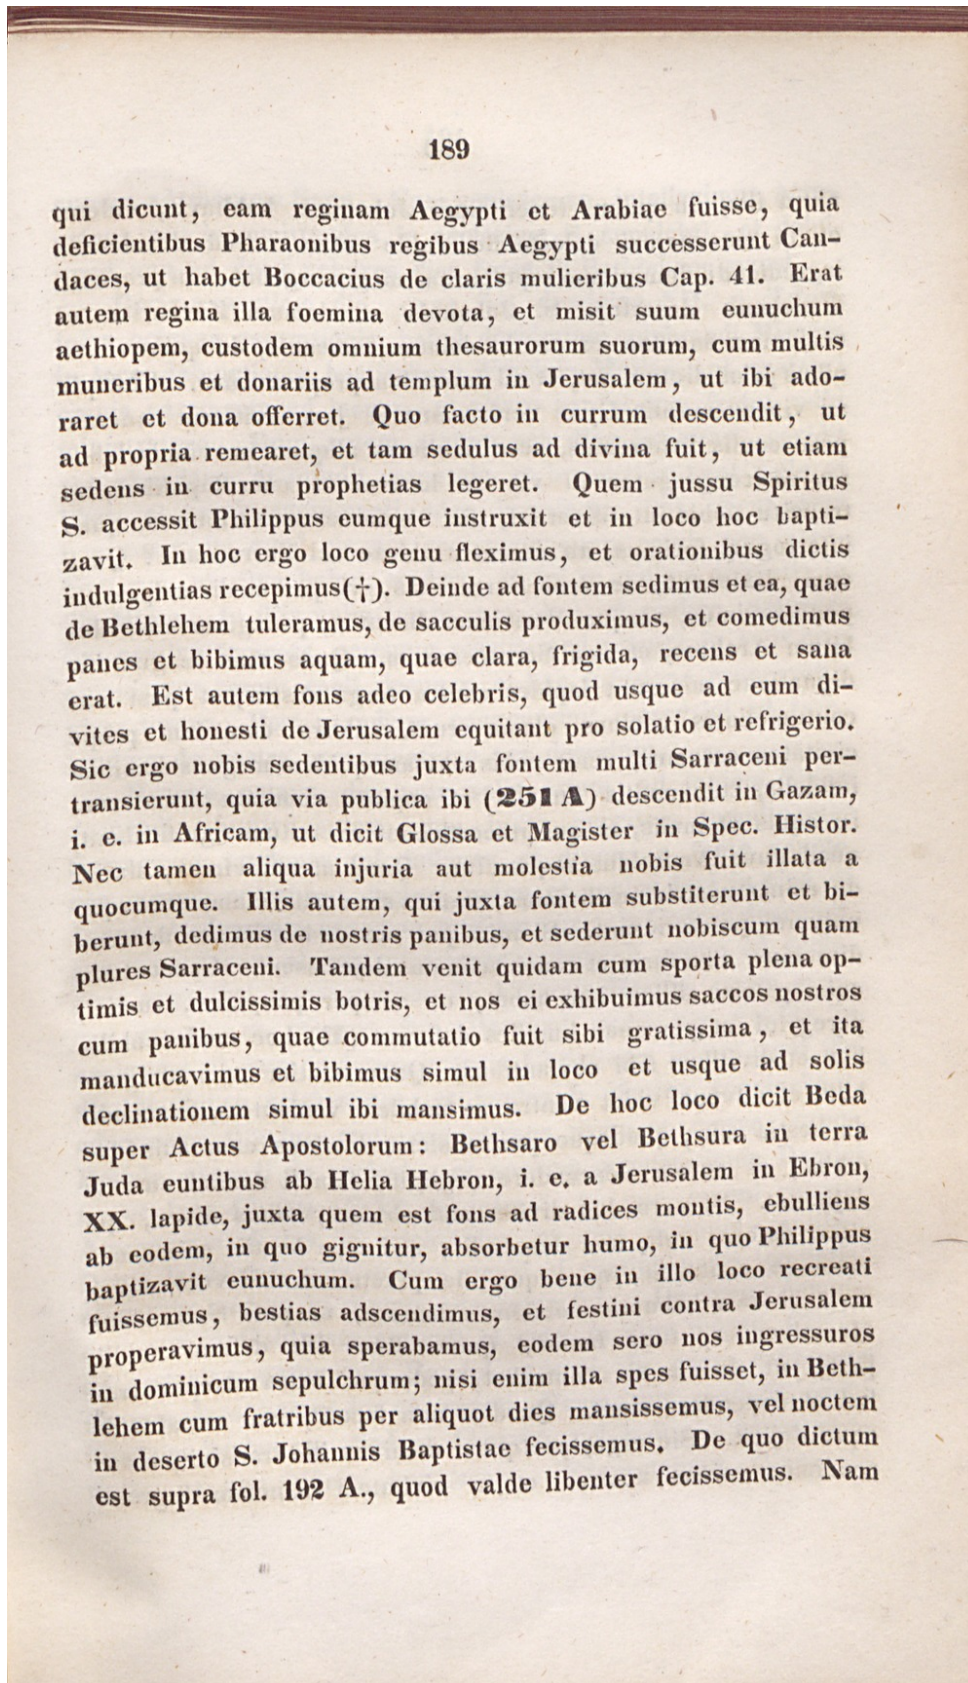 189
qui dicunt, eam reginam Aegypti et Arabiae fuisse, quia
deficientibus Pharaonibus regibus Aegypti successerunt Can-
daces, ut habet Boccacius de claris mulieribus Cap. 41. Erat
autem regina illa foemina devota, et misit suum eunuchum
aethiopem, custodem omnium thesaurorum suorum, cum multis
muneribus et donariis ad templum in Jerusalem, ut ibi ado-
raret et dona offerret. Quo facto in currum descendit, ut
ad propria remearet, et tam sedulus ad divina fuit, ut etiam
sedens in curru prophetias legeret. Quem jussu Spiritus
S. accessit Philippus eumque instruxit et in loco hoc bapti-
zavit. In hoc ergo loco genu fleximus, et orationibus dictis
indulgentias recepimus(†). Deinde ad fontem sedimus et ea, quae
de Bethlehem tuleramus, de sacculis produximus, et comedimus
panes et bibimus aquam, quae clara, frigida, recens et sana
erat. Est autem fons adeo celebris, quod usque ad eum di-
vites et honesti de Jerusalem equitant pro solatio et refrigerio.
Sic ergo nobis sedentibus juxta fontem multi Sarraceni per-
transierunt, quia via publica ibi (251 A) descendit in Gazam,
i. e. in Africam, ut dicit Glossa et Magister in Spec. Histor.
Nec tamen aliqua injuria aut molestia nobis fuit illata a
quocumque. Illis autem, qui juxta fontem substiterunt et bi-
berunt, dedimus de nostris panibus, et sederunt nobiscum quam
plures Sarraceni. Tandem venit quidam cum sporta plena op-
timis et dulcissimis botris, et nos ei exhibuimus saccos nostros
cum panibus, quae commutatio fuit sibi gratissima, et ita
manducavimus et bibimus simul in loco et usque ad solis
declinationem simul ibi mansimus. De hoc loco dicit Beda
super Actus Apostolorum: Bethsaro vel Bethsura in terra
Juda euntibus ab Helia Hebron, i. e. a Jerusalem in Ebron,
XX. lapide, juxta quem est fons ad radices montis, ebulliens
ab eodem, in quo gignitur, absorbetur humo, in quo Philippus
baptizavit eunuchum. Cum ergo bene in illo loco recreati
fuissemus, bestias adscendimus, et festini contra Jerusalem
properavimus, quia sperabamus, eodem sero nos ingressuros
in dominicum sepulchrum; nisi enim illa spes fuisset, in Beth-
lehem cum fratribus per aliquot dies mansissemus, vel noctem
in deserto S. Johannis Baptistae fecissemus. De quo dictum
est supra fol. 192 A., quod valde libenter fecissemus. Nam